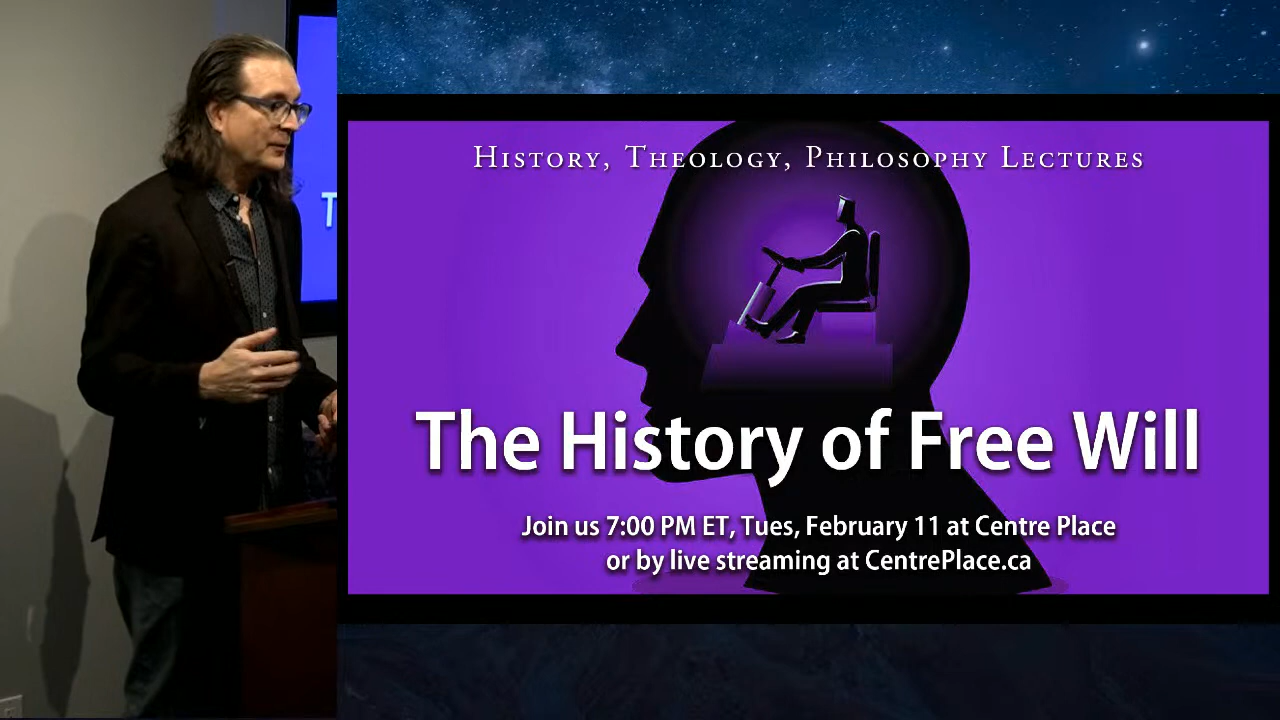 T
History, Theology, Philosophy Lectures
The History of Free Will
Join us 7:00 PM ET, Tues, February 11 at Centre Place
or by live streaming at CentrePlace.ca